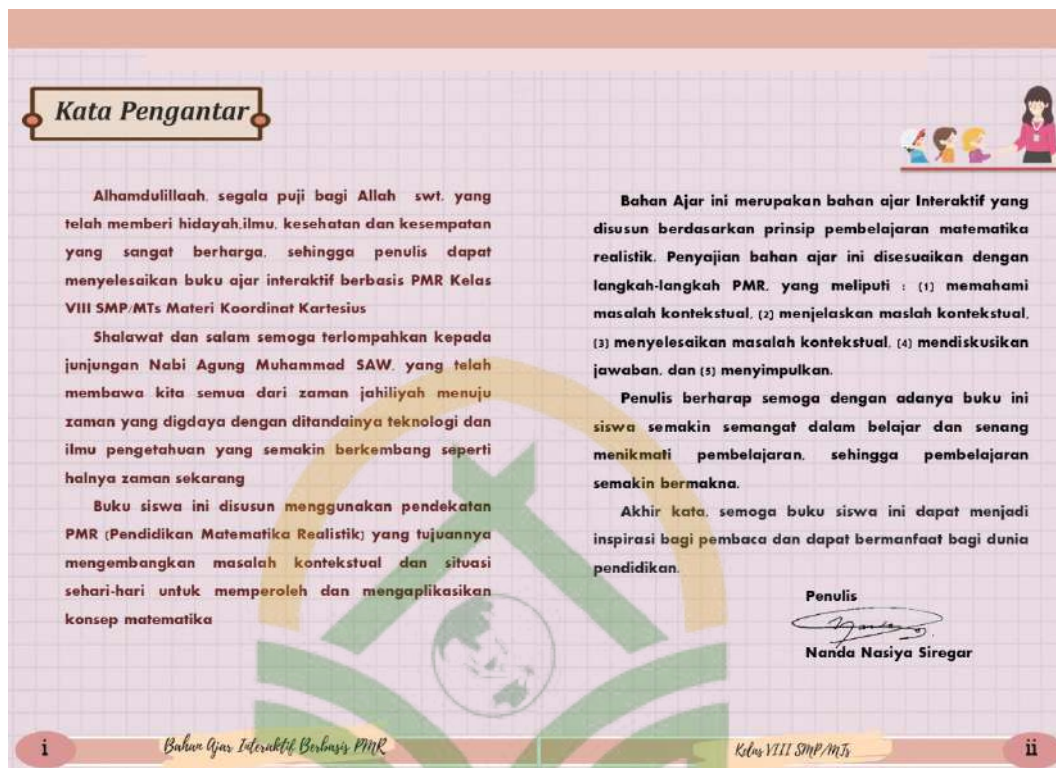 Kata Pengantar
Alhamdulillaah, segala puji bagi Allah swt. yang
telah memberi hidayah,ilmu, kesehatan dan kesempatan
yang sangat berharga, sehingga penulis dapat
menyelesaikan buku ajar interaktif berbasis PMR Kelas
VIII SMP/MTs Materi Koordinat Kartesius
Shalawat dan salam semoga terlompahkan kepada
junjungan Nabi Agung Muhammad SAW. yang telah
membawa kita semua dari zaman jahiliyah menuju
zaman yang digdaya dengan ditandainya teknologi dan
ilmu pengetahuan yang semakin berkembang seperti
halnya zaman sekarang
Buku siswa ini disusun menggunakan pendekatan
PMR (Pendidikan Matematika Realistik) yang tujuannya
mengembangkan masalah kontekstual dan situasi
sehari-hari untuk memperoleh dan mengaplikasikan
konsep matematika
Bahan Ajar ini merupakan bahan ajar Interaktif yang
disusun berdasarkan prinsip pembelajaran matematika
realistik. Penyajian bahan ajar ini disesuaikan dengan
langkah-langkah PMR, yang meliputi : (1) memahami
masalah kontekstual, (2) menjelaskan maslah kontekstual,
(3) menyelesaikan masalah kontekstual, (4) mendiskusikan
jawaban, dan (5) menyimpulkan.
Penulis berharap semoga dengan adanya buku ini
siswa semakin semangat dalam belajar dan senang
menikmati pembelajaran, sehingga pembelajaran
semakin bermakna.
Akhir kata, semoga buku siswa ini dapat menjadi
inspirasi bagi pembaca dan dapat bermanfaat bagi dunia
pendidikan.
Penulis
Nanda Nasiya Siregar
i
Bahan Ajar Interaktif Berbasis PMR
Kelas VIII SMP/MTs
ii